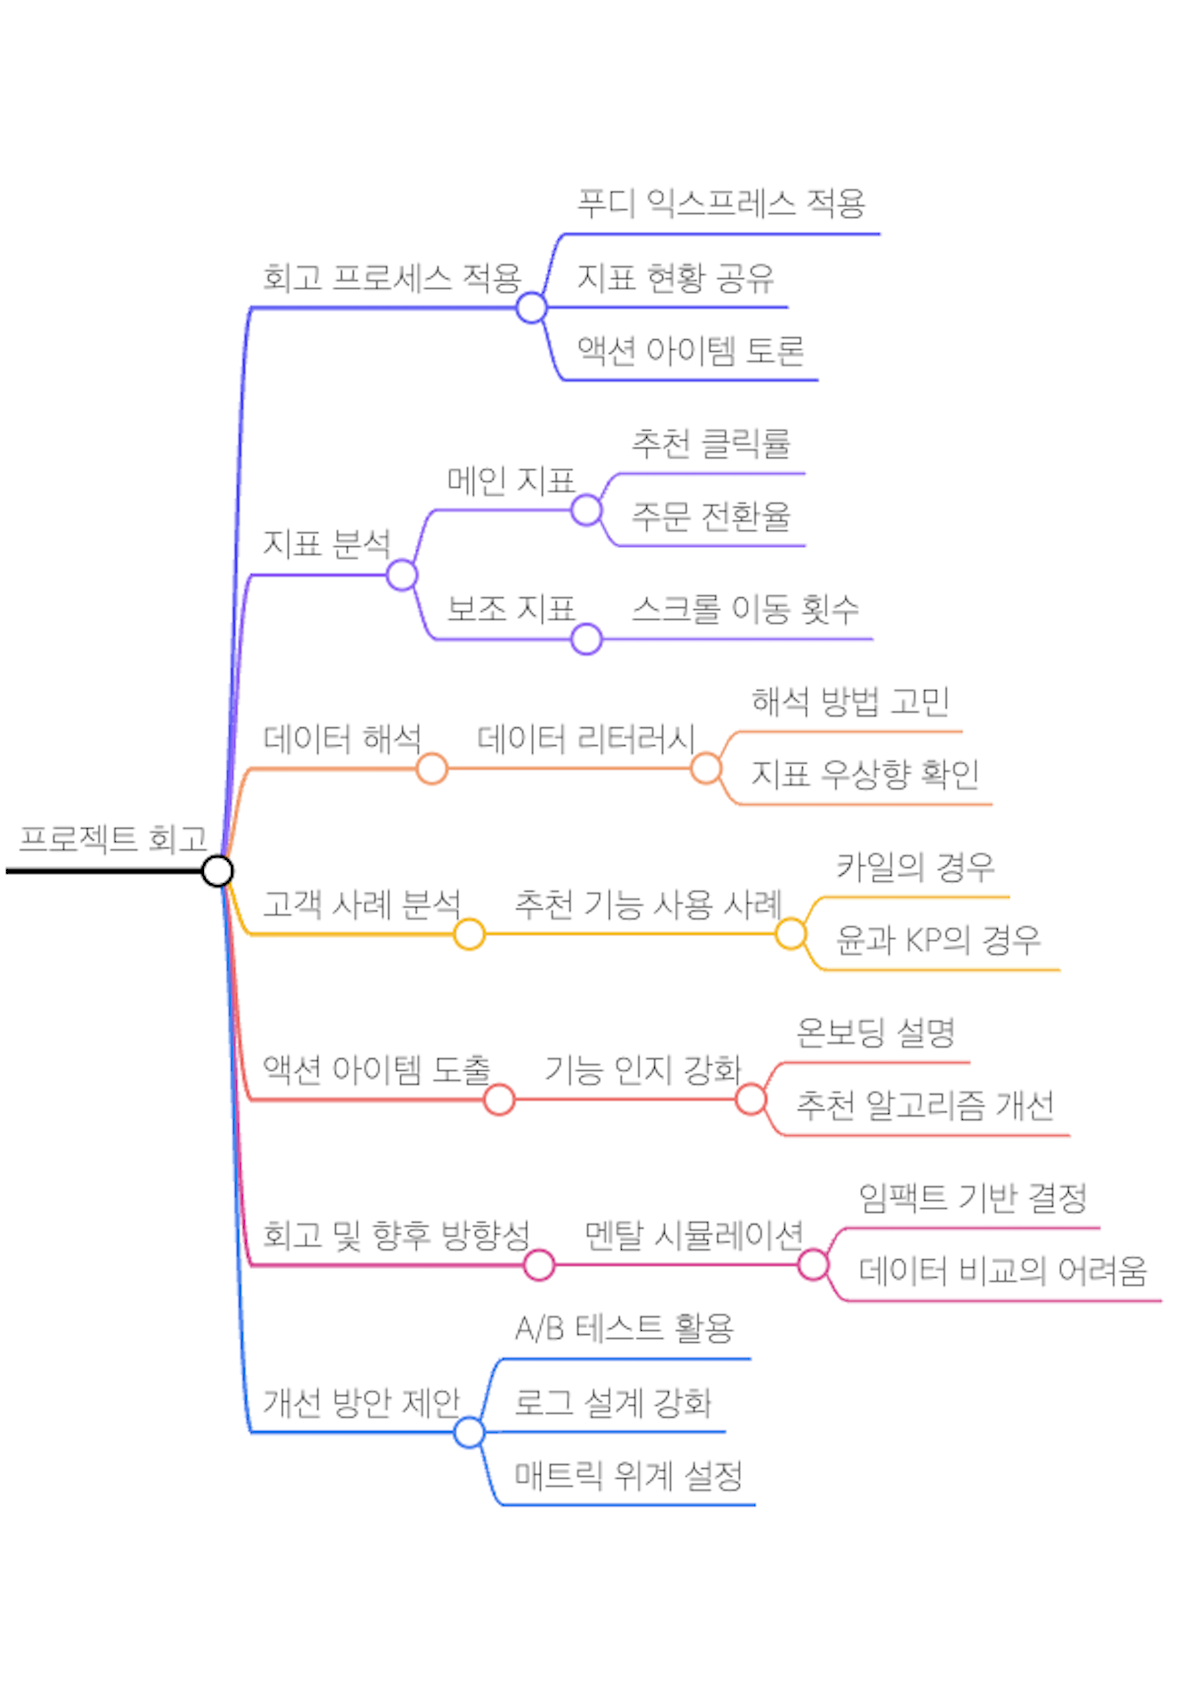 프로젝트 회고
회고 프로세스 적용
푸디 익스프레스 적용
지표 현황 공유
액션 아이템 토론
지표 분석
메인 지표
추천 클릭률
주문 전환율
보조 지표
스크롤 이동 횟수
데이터 해석
데이터 리터러시
해석 방법 고민
지표 우상향 확인
고객 사례 분석
추천 기능 사용 사례
카일의 경우
윤과 KP의 경우
액션 아이템 도출
기능 인지 강화
온보딩 설명
추천 알고리즘 개선
회고 및 향후 방향성
멘탈 시뮬레이션
임팩트 기반 결정
데이터 비교의 어려움
개선 방안 제안
A/B 테스트 활용
로그 설계 강화
매트릭 위계 설정